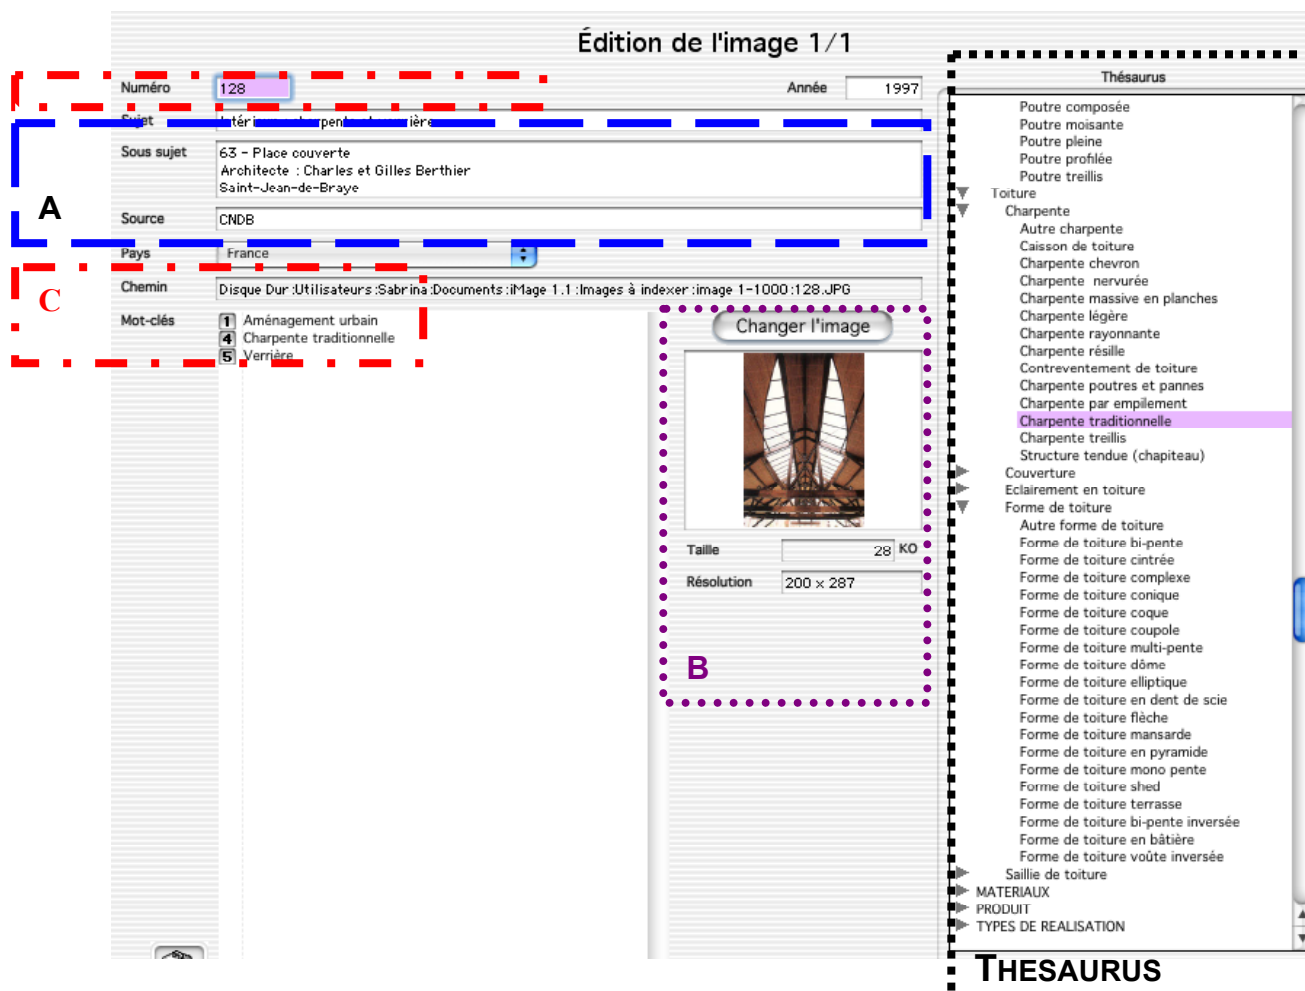 Édition de l'image 1/1
Numéro 128 Année 1997
Sujet Intérieur charpente et verrière
Sous sujet 63 - Place couverte
Architecte : Charles et Gilles Berthier
Saint-Jean-de-Braye
A
Source CNDB
Pays France
C
Chemin Disque Dur:Utilisateurs:Sabrina:Documents:iMage 1.1:Images à indexer:image 1-1000:128.JPG
Mot-clés 1 Aménagement urbain
4 Charpente traditionnelle
5 Verrière
Changer l'image
Taille 28 KO
Résolution 200 x 287
B
Thésaurus
Poutre composée
Poutre moisante
Poutre pleine
Poutre profilée
Poutre treillis
Toiture
Charpente
Autre charpente
Caisson de toiture
Charpente chevron
Charpente nervurée
Charpente massive en planches
Charpente légère
Charpente rayonnante
Charpente résille
Contreventement de toiture
Charpente poutres et pannes
Charpente par empilement
Charpente traditionnelle
Charpente treillis
Structure tendue (chapiteau)
Couverture
Eclairement en toiture
Forme de toiture
Autre forme de toiture
Forme de toiture bi-pente
Forme de toiture cintrée
Forme de toiture complexe
Forme de toiture conique
Forme de toiture coque
Forme de toiture coupole
Forme de toiture multi-pente
Forme de toiture dôme
Forme de toiture elliptique
Forme de toiture en dent de scie
Forme de toiture flèche
Forme de toiture mansarde
Forme de toiture en pyramide
Forme de toiture mono pente
Forme de toiture shed
Forme de toiture terrasse
Forme de toiture bi-pente inversée
Forme de toiture en bâtière
Forme de toiture voûte inversée
Saillie de toiture
MATERIAUX
PRODUIT
TYPES DE REALISATION
THESAURUS